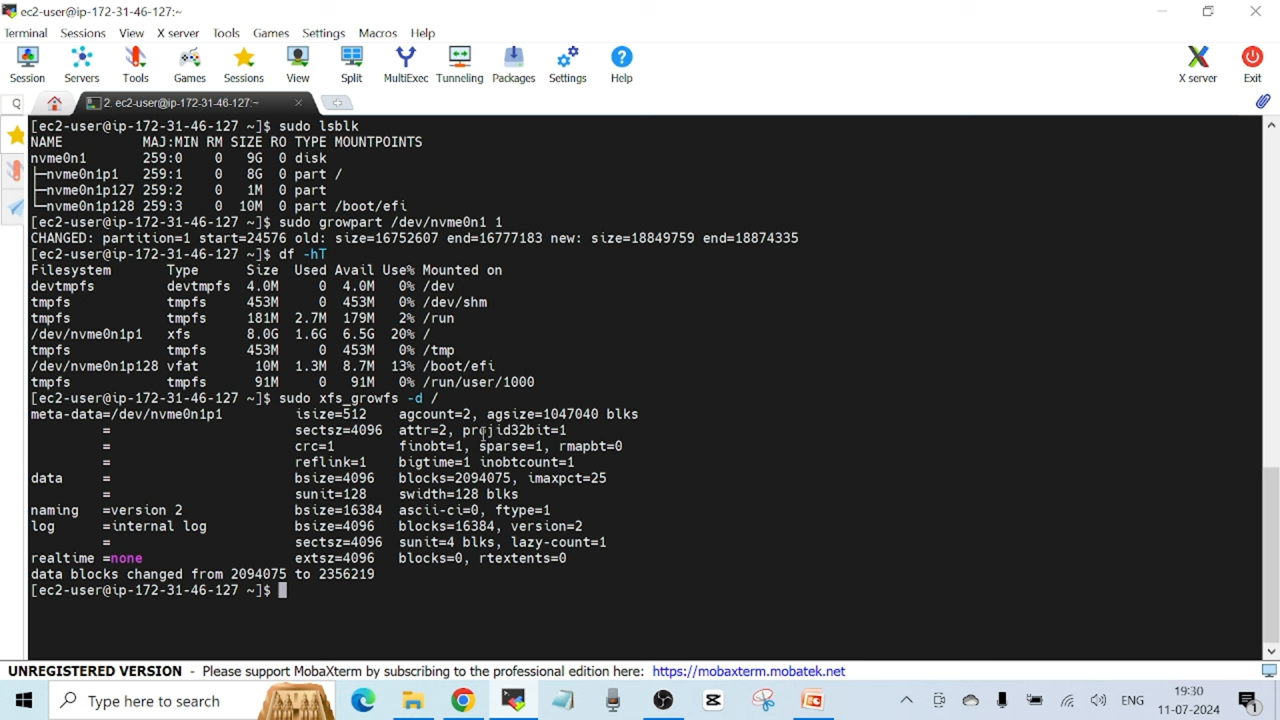 ec2-user@ip-172-31-46-127:~
Terminal Sessions View X server Tools Games Settings Macros Help
Session Servers Tools Games Sessions View Split MultiExec Tunneling Packages Settings Help X server Exit
2. ec2-user@ip-172-31-46-127:~
[ec2-user@ip-172-31-46-127 ~]$ sudo lsblk
NAME MAJ:MIN RM SIZE RO TYPE MOUNTPOINTS
nvme0n1 259:0 0 9G 0 disk
├─nvme0n1p1 259:1 0 8G 0 part /
├─nvme0n1p127 259:2 0 1M 0 part
└─nvme0n1p128 259:3 0 10M 0 part /boot/efi
[ec2-user@ip-172-31-46-127 ~]$ sudo growpart /dev/nvme0n1 1
CHANGED: partition=1 start=24576 old: size=16752607 end=16777183 new: size=18849759 end=18874335
[ec2-user@ip-172-31-46-127 ~]$ df -hT
Filesystem Type Size Used Avail Use% Mounted on
devtmpfs devtmpfs 4.0M 0 4.0M 0% /dev
tmpfs tmpfs 453M 0 453M 0% /dev/shm
tmpfs tmpfs 181M 2.7M 179M 2% /run
/dev/nvme0n1p1 xfs 8.0G 1.6G 6.5G 20% /
tmpfs tmpfs 453M 0 453M 0% /tmp
/dev/nvme0n1p128 vfat 10M 1.3M 8.7M 13% /boot/efi
tmpfs tmpfs 91M 0 91M 0% /run/user/1000
[ec2-user@ip-172-31-46-127 ~]$ sudo xfs_growfs -d /
meta-data=/dev/nvme0n1p1 isize=512 agcount=2, agsize=1047040 blks
= sectsz=4096 attr=2, projid32bit=1
= crc=1 finobt=1, sparse=1, rmapbt=0
= reflink=1 bigtime=1 inobtcount=1
data = bsize=4096 blocks=2094075, imaxpct=25
= sunit=128 swidth=128 blks
naming =version 2 bsize=16384 ascii-ci=0, ftype=1
log =internal log bsize=4096 blocks=16384, version=2
= sectsz=4096 sunit=4 blks, lazy-count=1
realtime =none extsz=4096 blocks=0, rtextents=0
data blocks changed from 2094075 to 2356219
[ec2-user@ip-172-31-46-127 ~]$
UNREGISTERED VERSION - Please support MobaXterm by subscribing to the professional edition here: https://mobaxterm.mobatek.net
Type here to search ENG 19:30
11-07-2024 1